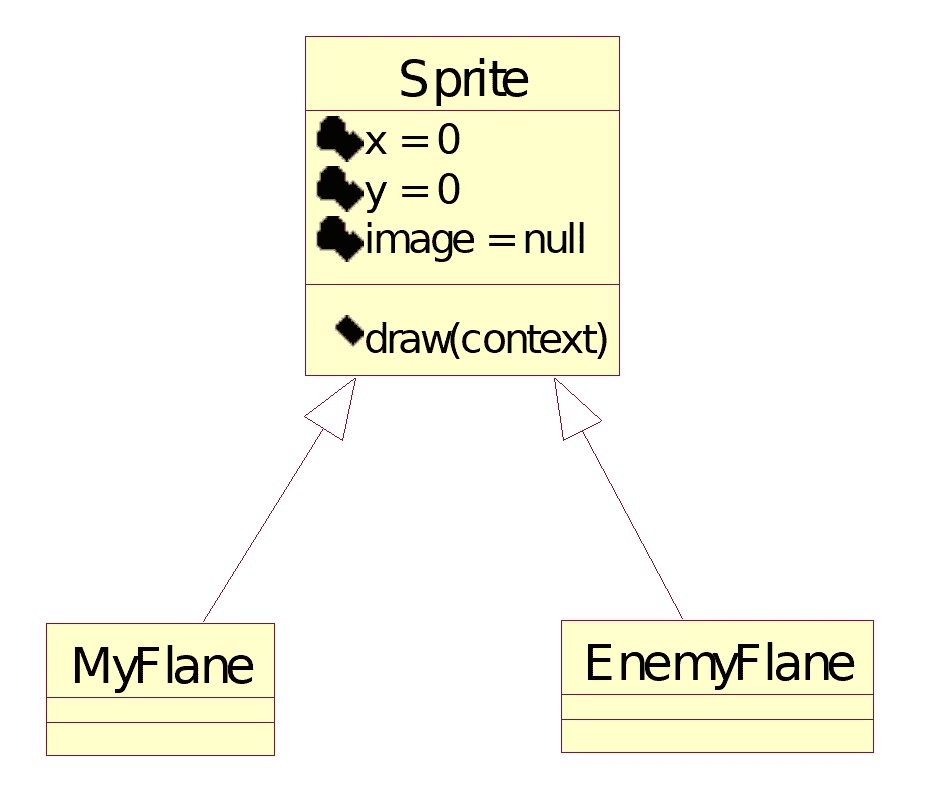 Sprite
x = 0
y = 0
image = null
draw(context)
MyFlane
EnemyFlane